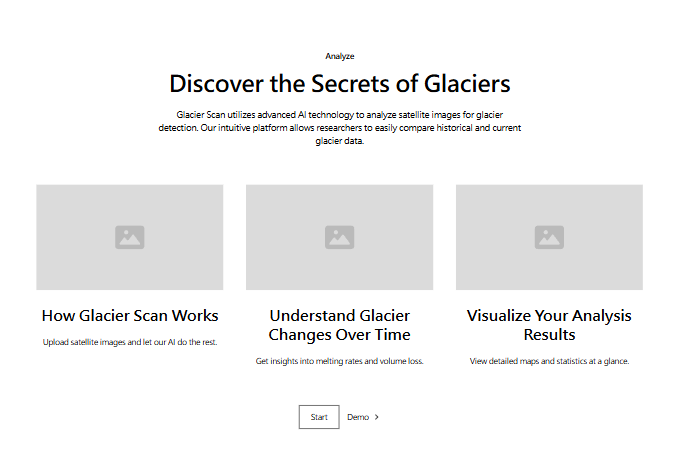 Analyze
Discover the Secrets of Glaciers
Glacier Scan utilizes advanced AI technology to analyze satellite images for glacier
detection. Our intuitive platform allows researchers to easily compare historical and current
glacier data.
How Glacier Scan Works
Upload satellite images and let our AI do the rest.
Understand Glacier
Changes Over Time
Get insights into melting rates and volume loss.
Visualize Your Analysis
Results
View detailed maps and statistics at a glance.
Start
Demo